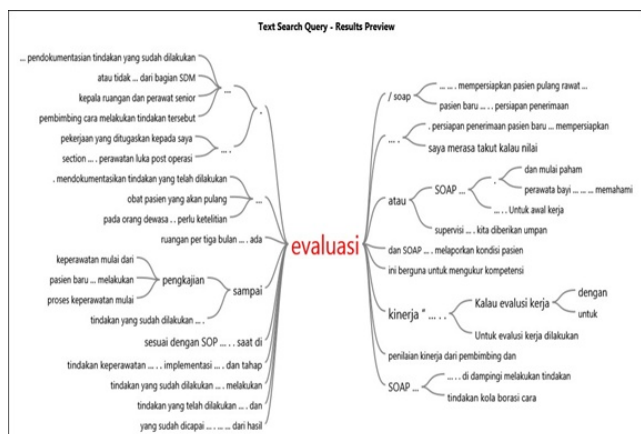 Text Search Query - Results Preview
... pendokumentasian tindakan yang sudah dilakukan
atau tidak ... dari bagian SDM
kepala ruangan dan perawat senior
pembimbing cara melakukan tindakan tersebut
...
pekerjaan yang ditugaskan kepada saya
section ... . perawatan luka post operasi
... .
.
. mendokumentasikan tindakan yang telah dilakukan
obat pasien yang akan pulang
pada orang dewasa .. perlu ketelitian
...
ruangan per tiga bulan ... . ada
keperawatan mulai dari
pasien baru ... melakukan
proses keperawatan mulai
pengkajian
tindakan yang sudah dilakukan ... .
sampai
sesuai dengan SOP ... . . saat di
tindakan keperawatan ... . . implementasi ... . dan tahap
tindakan yang sudah dilakukan ... . melakukan
tindakan yang telah dilakukan ... . dan
yang sudah dicapai ... . ... ... dari hasil
evaluasi
/ soap
... ... . mempersiapkan pasien pulang rawat ...
pasien baru ... . . persiapan penerimaan
... .
. persiapan penerimaan pasien baru ... mempersiapkan
saya merasa takut kalau nilai
atau
SOAP ...
.
dan mulai paham
perawata bayi ... ... ... memahami
... . . Untuk awal kerja
supervisi ... . kita diberikan umpan
dan SOAP ... . melaporkan kondisi pasien
ini berguna untuk mengukur kompetensi
kinerja " ... . .
Kalau evalusi kerja
dengan
untuk
Untuk evalusi kerja dilakukan
penilaian kinerja dari pembimbing dan
SOAP ...
... . . di dampingi melakukan tindakan
tindakan kola borasi cara